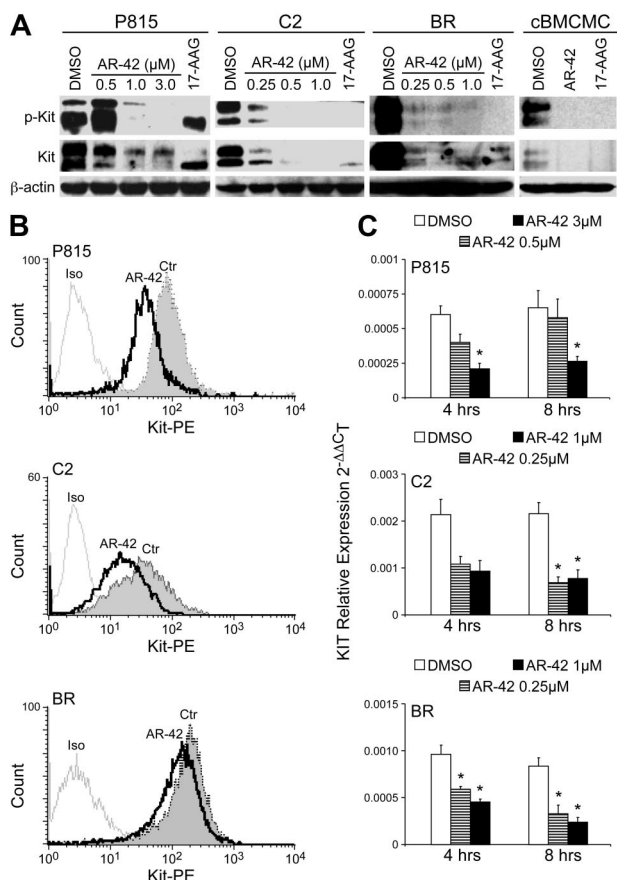 A
P815
C2
BR
cBMCMC
DMSO
AR-42 (µM)
0.5 1.0 3.0
17-AAG
DMSO
AR-42 (µM)
0.25 0.5 1.0
17-AAG
DMSO
AR-42 (µM)
0.25 0.5 1.0
17-AAG
DMSO
AR-42
17-AAG
p-Kit
Kit
β-actin
B
P815
100
Iso
AR-42
Ctr
Count
10⁰ 10¹ 10² 10³ 10⁴
Kit-PE
C2
60
Iso
AR-42
Ctr
Count
10⁰ 10¹ 10² 10³ 10⁴
Kit-PE
BR
100
Iso
AR-42
Ctr
Count
10⁰ 10¹ 10² 10³ 10⁴
Kit-PE
C
KIT Relative Expression 2-ΔΔCT
DMSO AR-42 3µM
AR-42 0.5µM
P815
0.001
0.00075
0.0005
0.00025
0
* *
4 hrs 8 hrs
DMSO AR-42 1µM
AR-42 0.25µM
C2
0.003
0.002
0.001
0
* *
4 hrs 8 hrs
DMSO AR-42 1µM
AR-42 0.25µM
BR
0.0015
0.0010
0.0005
0
* * * *
4 hrs 8 hrs